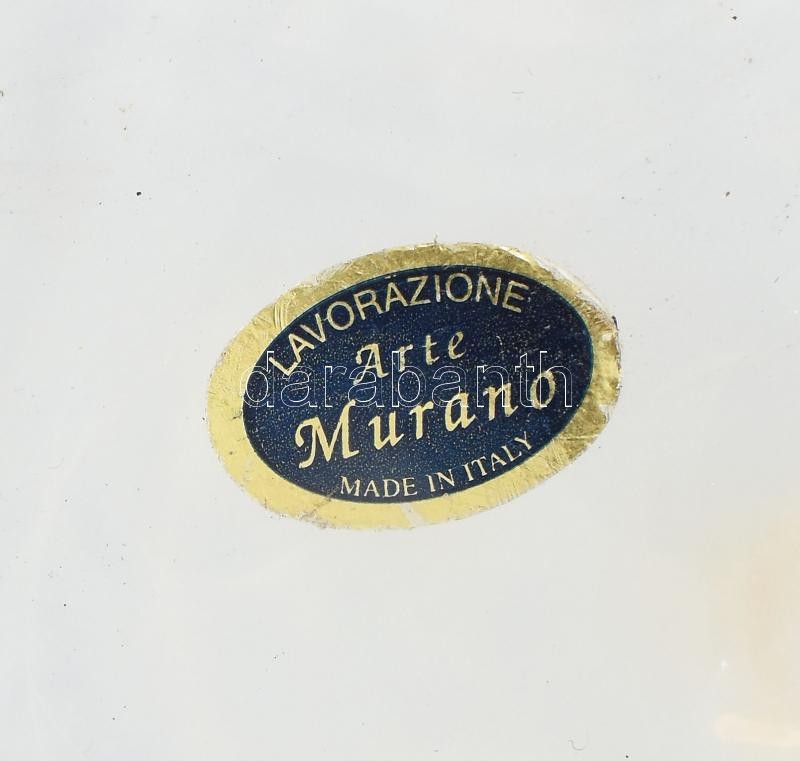 LAVORAZIONE
Arte
darabanth
Murano
MADE IN ITALY